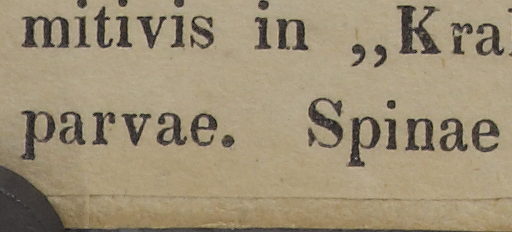 mitivis in „Kra
parvae. Spinae